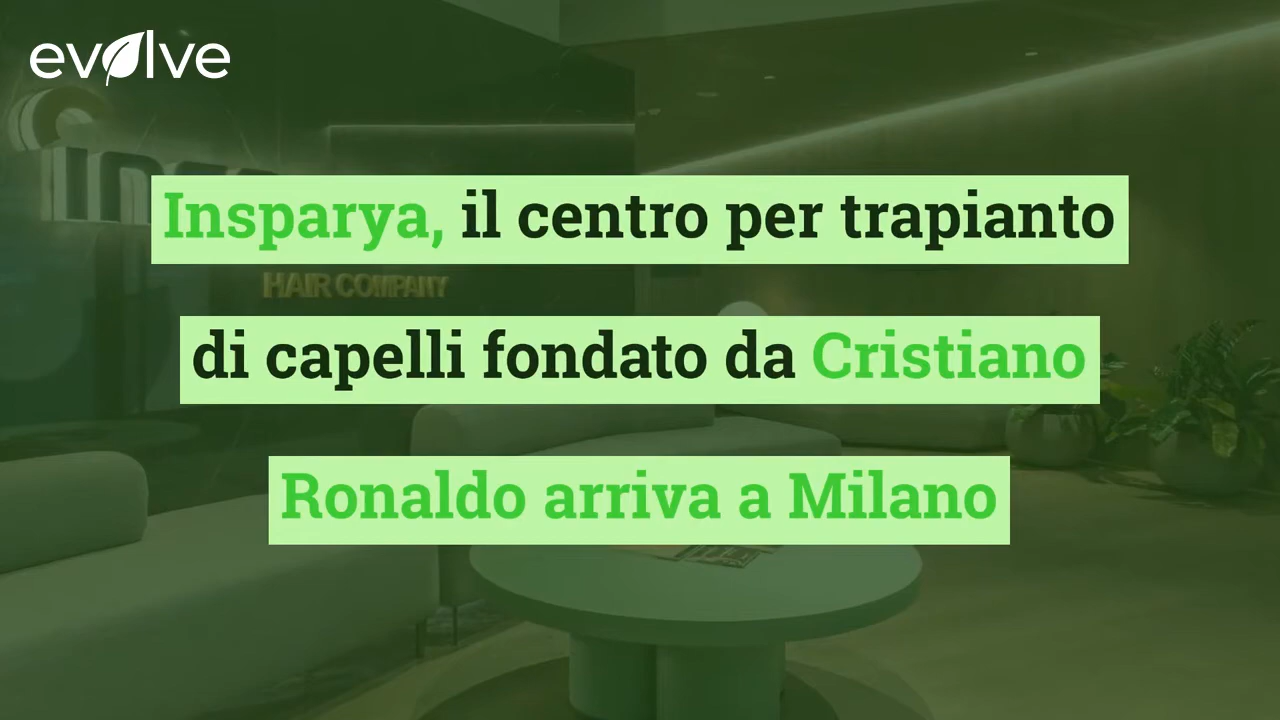 evolve
Insparya, il centro per trapianto
HAIR COMPANY
di capelli fondato da Cristiano
Ronaldo arriva a Milano